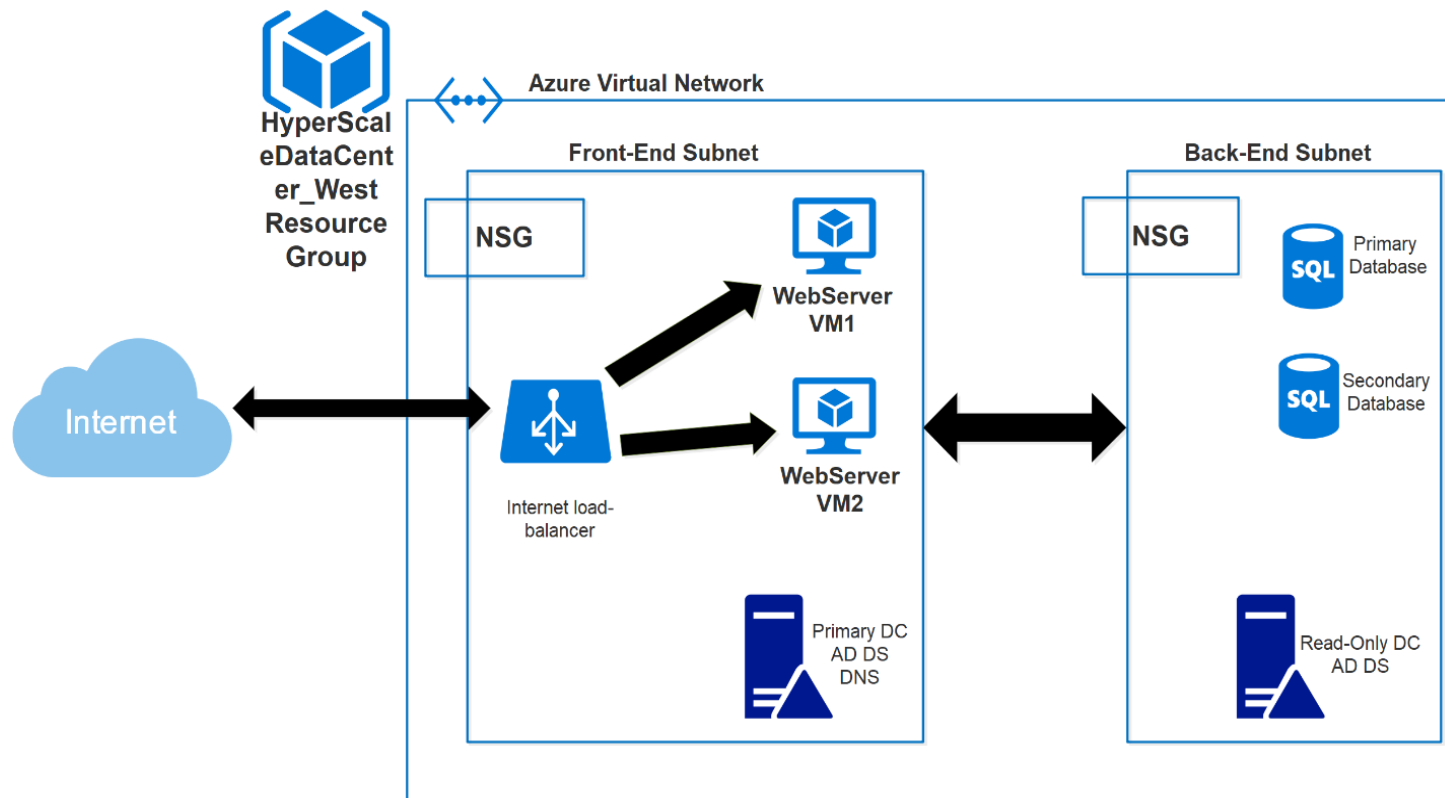 HyperScal
eDataCent
er_West
Resource
Group
Azure Virtual Network
Front-End Subnet
Back-End Subnet
NSG
WebServer
VM1
NSG
SQL
Primary
Database
Internet
Internet load-
balancer
WebServer
VM2
SQL
Secondary
Database
Primary DC
AD DS
DNS
Read-Only DC
AD DS